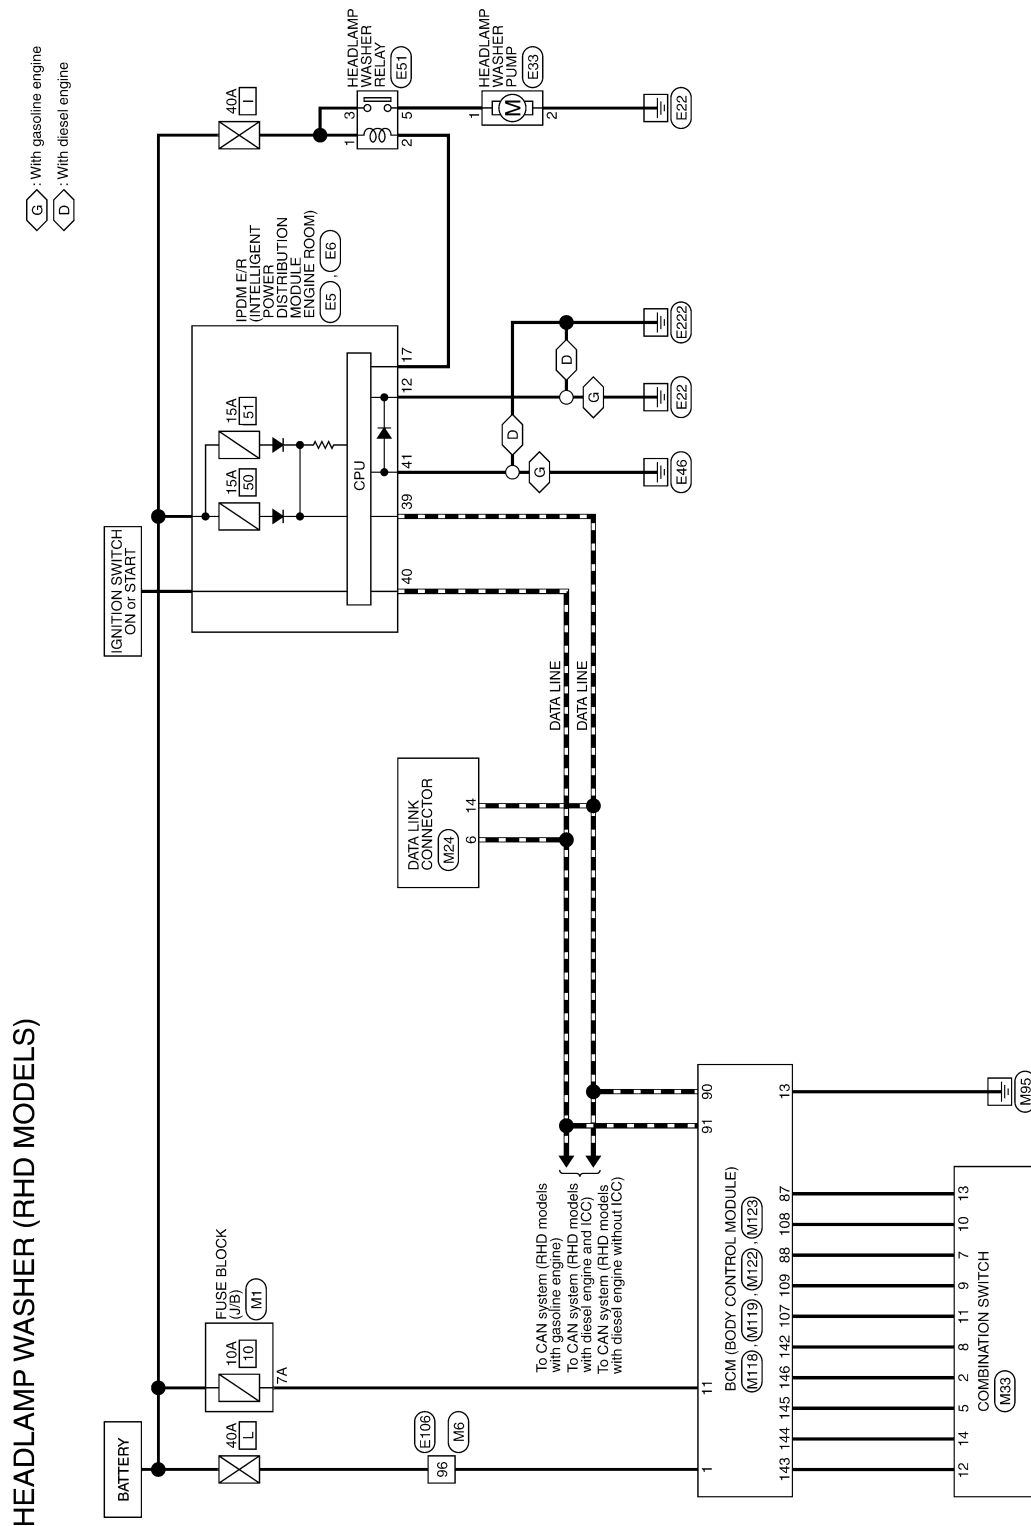 HEADLAMP WASHER (RHD MODELS)
G : With gasoline engine
D : With diesel engine
BATTERY
IGNITION SWITCH
ON or START
40A
L
FUSE BLOCK
(J/B)
M1
10A
10
7A
E106
M6
96
15A
50
15A
51
CPU
IPDM E/R
(INTELLIGENT
POWER
DISTRIBUTION
MODULE
ENGINE ROOM)
E5 , E6
40
39
41
12
17
40A
I
HEADLAMP
WASHER
RELAY
E51
1
3
2
5
HEADLAMP
WASHER
PUMP
E33
1
M
2
E22
DATA LINK
CONNECTOR
M24
6
14
DATA LINE
DATA LINE
D
G
D
G
E46
E22
E222
To CAN system (RHD models
with gasoline engine)
To CAN system (RHD models
with diesel engine and ICC)
To CAN system (RHD models
with diesel engine without ICC)
1
11
91
90
BCM (BODY CONTROL MODULE)
M118 , M119 , M122 , M123
143
144
145
146
142
107
109
88
108
87
13
12
14
5
2
8
11
9
7
10
13
COMBINATION SWITCH
M33
M95